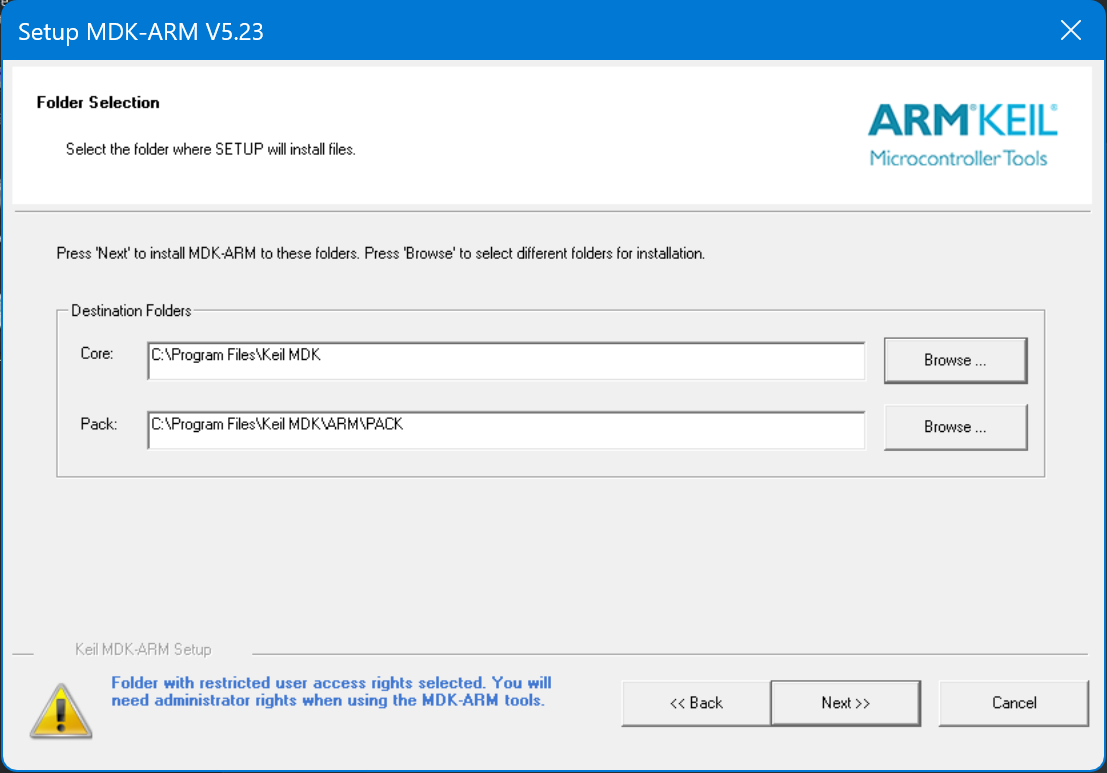 Setup MDK-ARM V5.23
Folder Selection
Select the folder where SETUP will install files.
ARM®KEIL®
Microcontroller Tools
Press 'Next' to install MDK-ARM to these folders. Press 'Browse' to select different folders for installation.
Destination Folders
Core:
C:\Program Files\Keil MDK
Browse ...
Pack:
C:\Program Files\Keil MDK\ARM\PACK
Browse ...
Keil MDK-ARM Setup
Folder with restricted user access rights selected. You will
need administrator rights when using the MDK-ARM tools.
<< Back
Next >>
Cancel